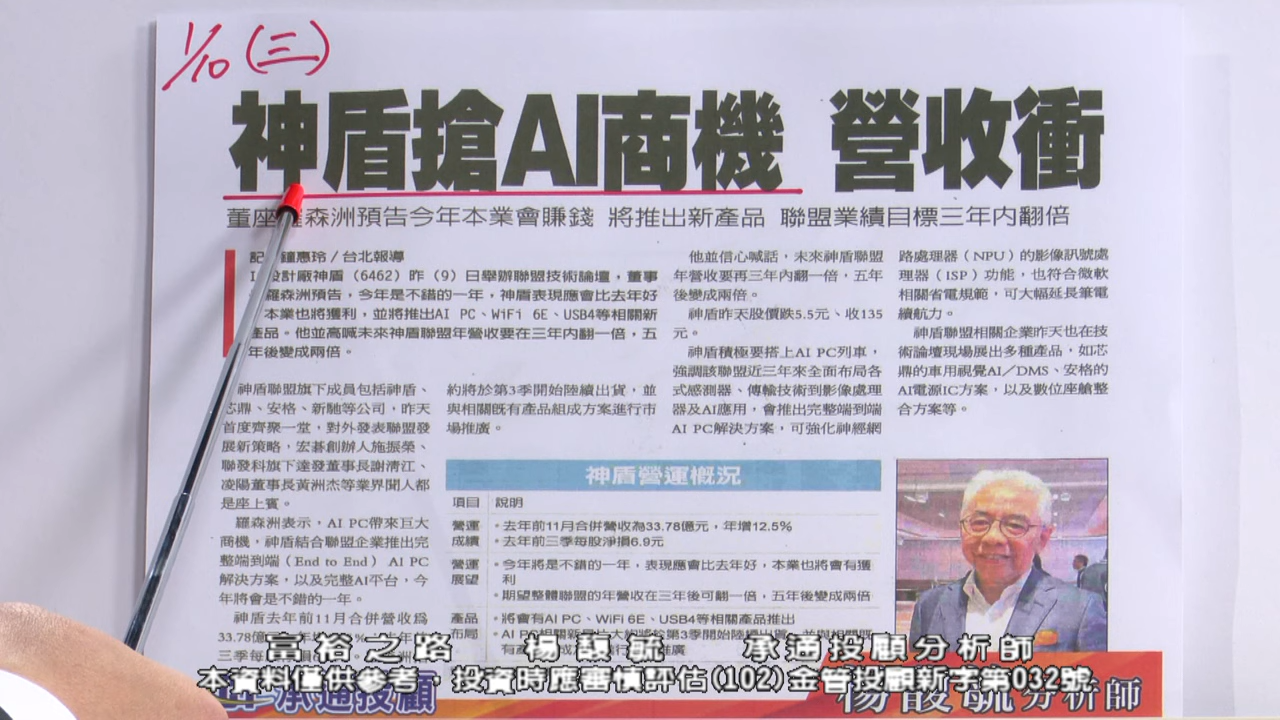 1/10 (三)
神盾搶AI商機 營收衝
董座羅森洲預告今年本業會賺錢 將推出新產品 聯盟業績目標三年內翻倍
鐘惠玲／台北報導
設計廠神盾（6462）昨（9）日舉辦聯盟技術論壇，董事
羅森洲預告，今年是不錯的一年，神盾表現應會比去年好
本業也將獲利，並將推出AI PC、WiFi 6E、USB4等相關新
產品。他並高喊未來神盾聯盟年營收要在三年內翻一倍，五
年後變成兩倍。
神盾聯盟旗下成員包括神盾、
芯鼎、安格、新馳等公司，昨天
首度齊聚一堂，對外發表聯盟發
展新策略，宏碁創辦人施振榮、
聯發科旗下達發董事長謝清江、
凌陽董事長黃洲杰等業界聞人都
是座上賓。
羅森洲表示，AI PC帶來巨大
商機，神盾結合聯盟企業推出完
整端到端（End to End）AI PC
解決方案，以及完整AI平台，今
年將會是不錯的一年。
神盾去年前11月合併營收為
33.78億
三季每
約將於第3季開始陸續出貨，並
與相關既有產品組成方案進行市
場推廣。
他並信心喊話，未來神盾聯盟
年營收要再三年內翻一倍，五年
後變成兩倍。
神盾昨天股價跌5.5元、收135
元。
神盾積極要搭上AI PC列車，
強調該聯盟近三年來全面布局各
式感測器、傳輸技術到影像處理
器及AI應用，會推出完整端到端
AI PC解決方案，可強化神經網
路處理器（NPU）的影像訊號處
理器（ISP）功能，也符合微軟
相關省電規範，可大幅延長筆電
續航力。
神盾聯盟相關企業昨天也在技
術論壇現場展出多種產品，如芯
鼎的車用視覺AI／DMS、安格的
AI電源IC方案，以及數位座艙整
合方案等。
神盾營運概況
項目 說明
營運成績
•去年前11月合併營收為33.78億元，年增12.5%
•去年前三季每股淨損6.9元
營運展望
•今年將是不錯的一年，表現應會比去年好，本業也將會有獲
利
•期望整體聯盟的年營收在三年後可翻一倍，五年後變成兩倍
產品布局
•將會有AI PC、WiFi 6E、USB4等相關產品推出
富裕之路 楊馥毓 承通投顧分析師
本資料僅供參考，投資時應審慎評估(102)金管投顧新字第032號
承通投顧
楊馥毓分析師